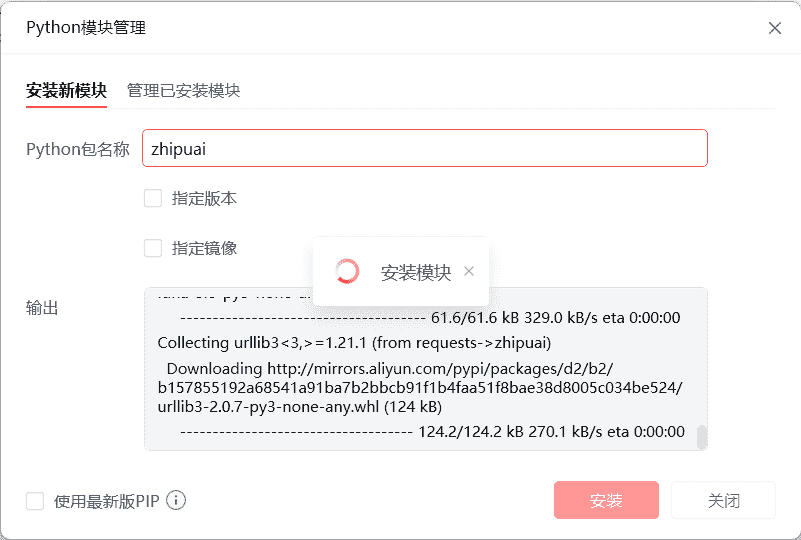 Python模块管理
安装新模块 管理已安装模块
Python包名称 zhipuai
指定版本
指定镜像
安装模块
输出
------------------------------------- 61.6/61.6 kB 329.0 kB/s eta 0:00:00
Collecting urllib3<3,>=1.21.1 (from requests->zhipuai)
Downloading http://mirrors.aliyun.com/pypi/packages/d2/b2/
b157855192a68541a91ba7b2bbcb91f1b4faa51f8bae38d8005c034be524/
urllib3-2.0.7-py3-none-any.whl (124 kB)
----------------------------------- 124.2/124.2 kB 270.1 kB/s eta 0:00:00
使用最新版PIP
安装 关闭